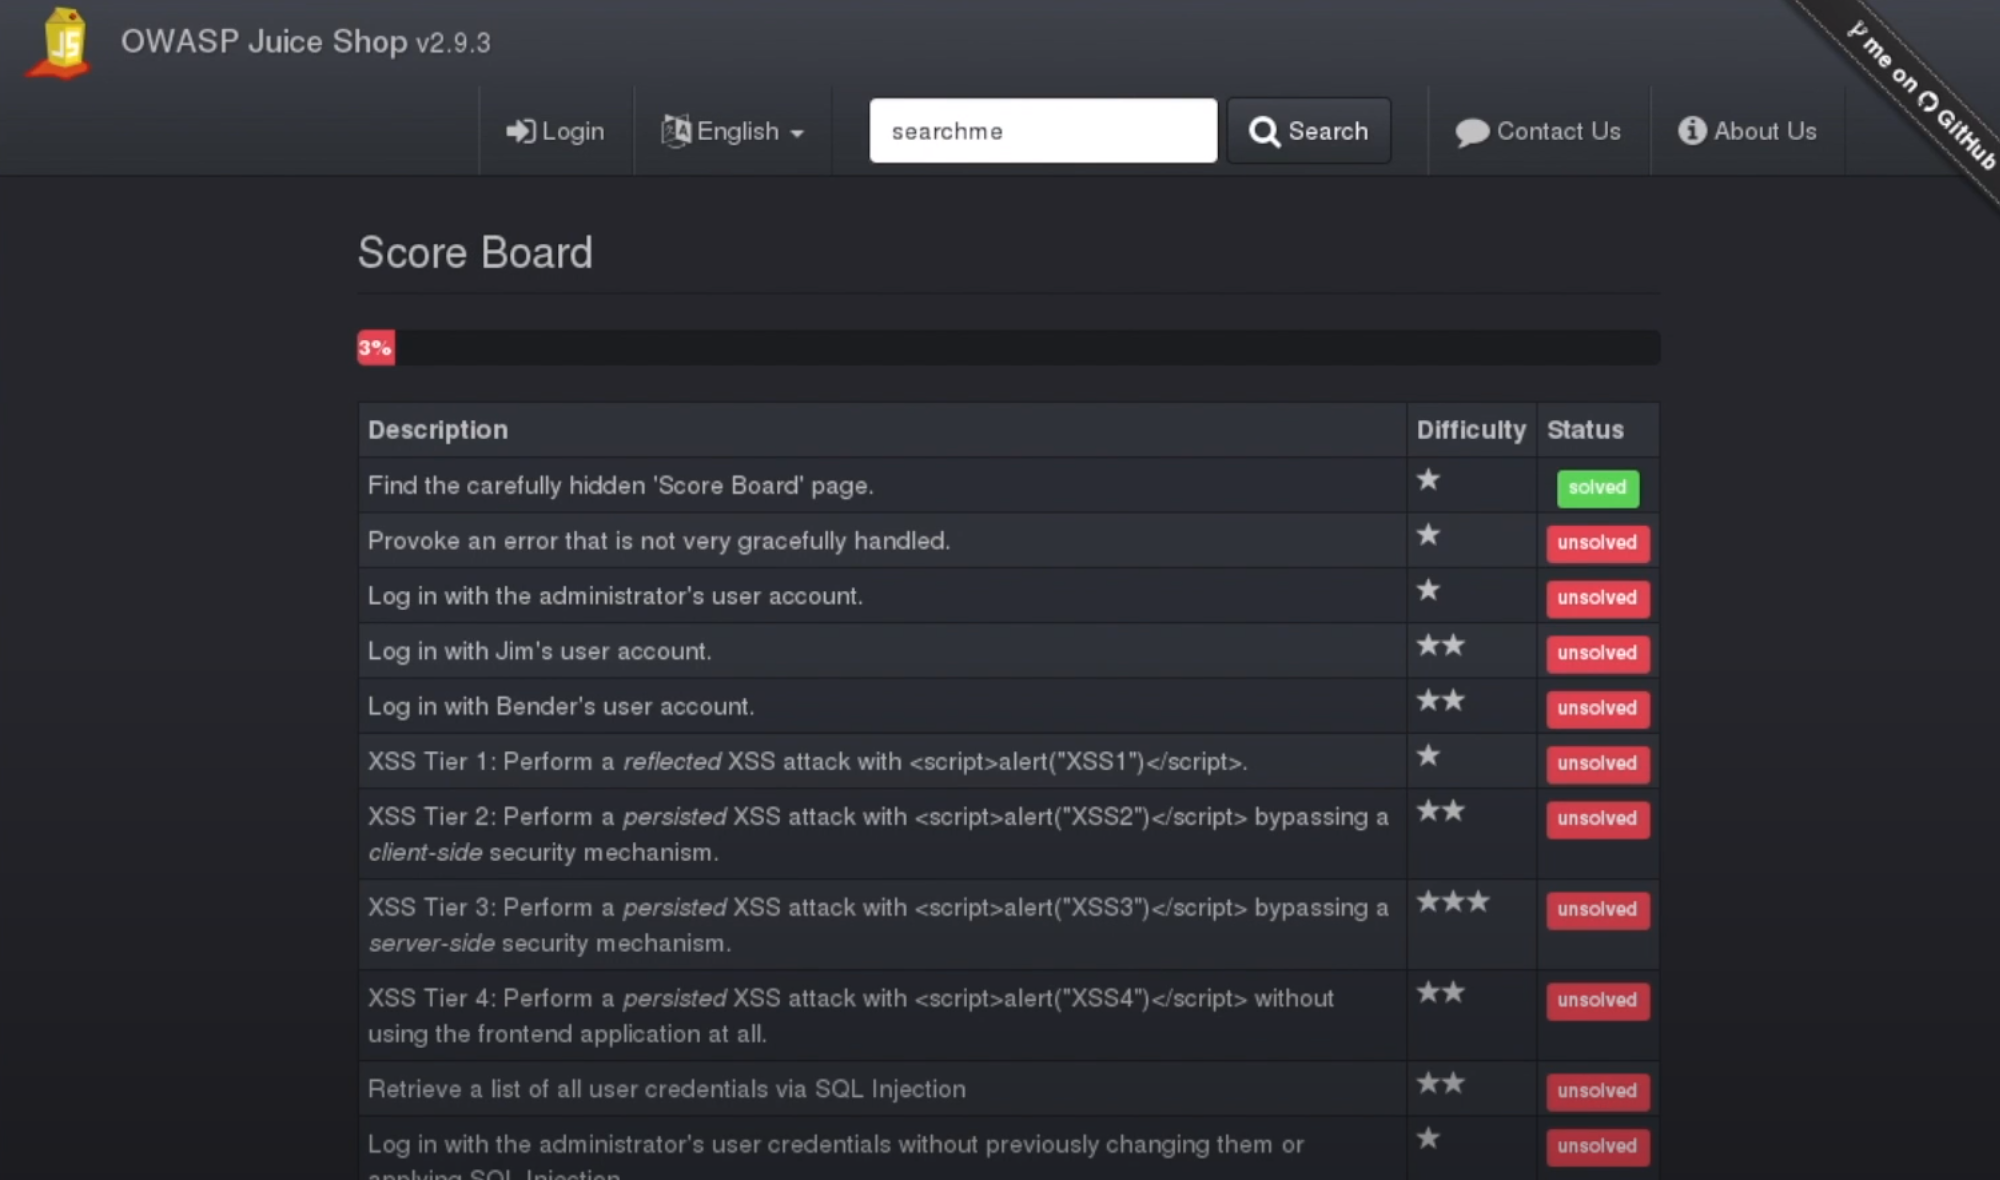 OWASP Juice Shop v2.9.3
me on GitHub
Login English searchme Search Contact Us About Us
Score Board
3%
Description Difficulty Status
Find the carefully hidden 'Score Board' page. ★ solved
Provoke an error that is not very gracefully handled. ★ unsolved
Log in with the administrator's user account. ★ unsolved
Log in with Jim's user account. ★★ unsolved
Log in with Bender's user account. ★★ unsolved
XSS Tier 1: Perform a reflected XSS attack with <script>alert("XSS1")</script>. ★ unsolved
XSS Tier 2: Perform a persisted XSS attack with <script>alert("XSS2")</script> bypassing a ★★ unsolved
client-side security mechanism.
XSS Tier 3: Perform a persisted XSS attack with <script>alert("XSS3")</script> bypassing a ★★★ unsolved
server-side security mechanism.
XSS Tier 4: Perform a persisted XSS attack with <script>alert("XSS4")</script> without ★★ unsolved
using the frontend application at all.
Retrieve a list of all user credentials via SQL Injection ★★ unsolved
Log in with the administrator's user credentials without previously changing them or ★ unsolved
applying SQL Injection